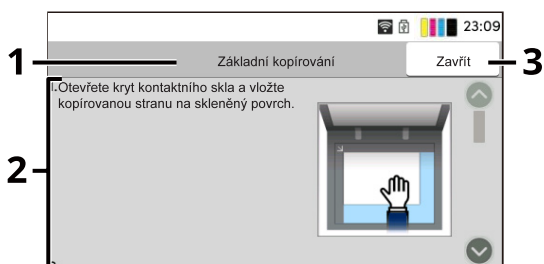 23:09
1 Základní kopírování Zavřít 3
1. Otevřete kryt kontaktního skla a vložte
kopírovanou stranu na skleněný povrch.
2